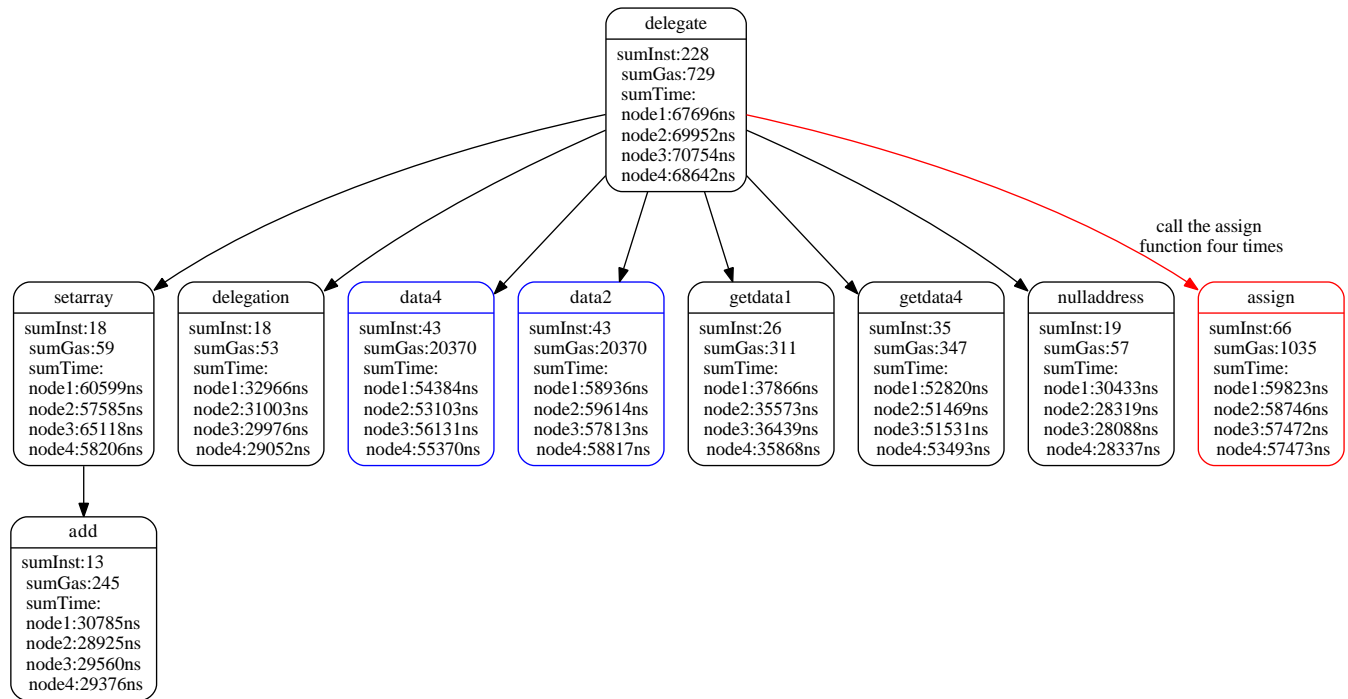 delegate
sumInst:228
sumGas:729
sumTime:
node1:67696ns
node2:69952ns
node3:70754ns
node4:68642ns
call the assign
function four times
setarray
sumInst:18
sumGas:59
sumTime:
node1:60599ns
node2:57585ns
node3:65118ns
node4:58206ns
delegation
sumInst:18
sumGas:53
sumTime:
node1:32966ns
node2:31003ns
node3:29976ns
node4:29052ns
data4
sumInst:43
sumGas:20370
sumTime:
node1:54384ns
node2:53103ns
node3:56131ns
node4:55370ns
data2
sumInst:43
sumGas:20370
sumTime:
node1:58936ns
node2:59614ns
node3:57813ns
node4:58817ns
getdata1
sumInst:26
sumGas:311
sumTime:
node1:37866ns
node2:35573ns
node3:36439ns
node4:35868ns
getdata4
sumInst:35
sumGas:347
sumTime:
node1:52820ns
node2:51469ns
node3:51531ns
node4:53493ns
nulladdress
sumInst:19
sumGas:57
sumTime:
node1:30433ns
node2:28319ns
node3:28088ns
node4:28337ns
assign
sumInst:66
sumGas:1035
sumTime:
node1:59823ns
node2:58746ns
node3:57472ns
node4:57473ns
add
sumInst:13
sumGas:245
sumTime:
node1:30785ns
node2:28925ns
node3:29560ns
node4:29376ns